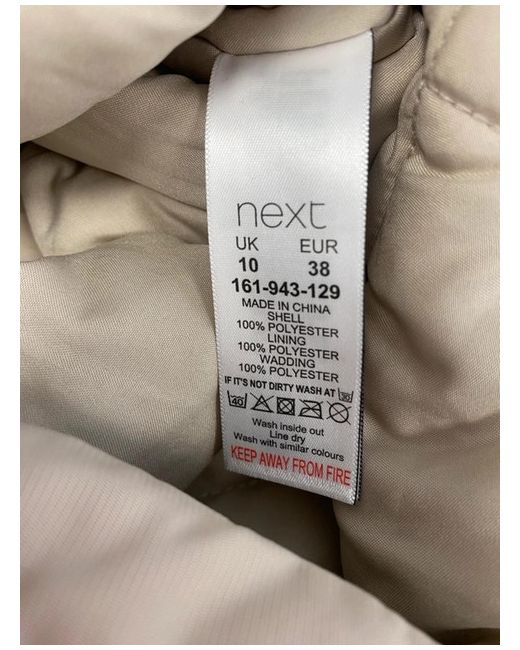 next
UK EUR
10 38
161-943-129
MADE IN CHINA
SHELL
100% POLYESTER
LINING
100% POLYESTER
WADDING
100% POLYESTER
IF IT'S NOT DIRTY WASH AT 30
40
Wash inside out
Line dry
Wash with similar colours
KEEP AWAY FROM FIRE